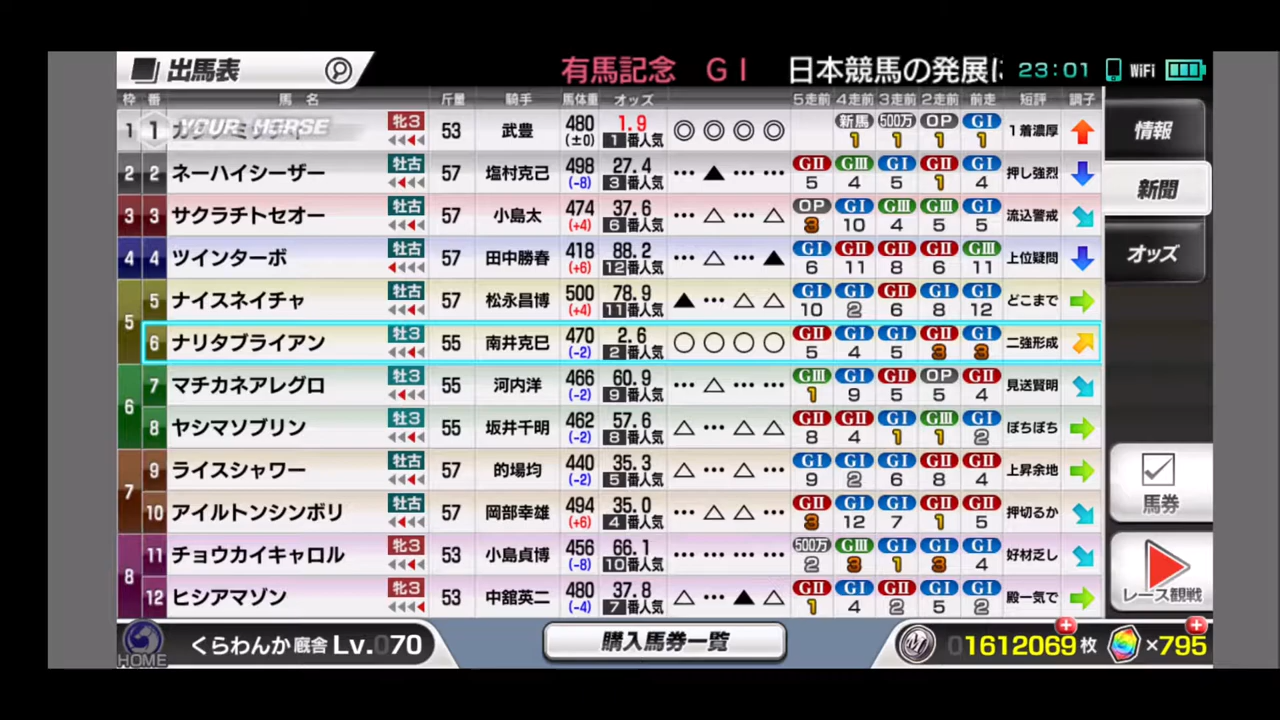 出馬表 有馬記念 GⅠ 日本競馬の発展に 23:01 WiFi
枠 番 馬名 斤量 騎手 馬体重 オッズ 5走前 4走前 3走前 2走前 前走 短評 調子
1 1 YOUR HORSE 牝3 53 武豊 480 (±0) 1.9 1番人気 ◎ ◎ ◎ ◎ 新馬 1 500万 1 OP 1 GⅠ 1 1着濃厚
2 2 ネーハイシーザー 牡古 57 塩村克己 498 (-8) 27.4 3番人気 … ▲ … … GⅡ 5 GⅢ 4 GⅠ 5 GⅡ 1 GⅠ 4 押し強烈
3 3 サクラチトセオー 牡古 57 小島太 474 (+4) 37.6 6番人気 … △ … △ OP 3 GⅠ 10 GⅢ 4 GⅢ 5 GⅠ 5 流込警戒
4 4 ツインターボ 牡古 57 田中勝春 418 (+6) 88.2 12番人気 … △ … ▲ GⅠ 6 GⅡ 11 GⅡ 8 GⅡ 6 GⅢ 11 上位疑問
5 5 ナイスネイチャ 牡古 57 松永昌博 500 (+4) 78.9 11番人気 ▲ … △ △ GⅠ 10 GⅠ 2 GⅡ 6 GⅠ 8 GⅠ 12 どこまで
6 ナリタブライアン 牡3 55 南井克巳 470 (-2) 2.6 2番人気 ○ ○ ○ ○ GⅡ 5 GⅠ 4 GⅠ 5 GⅡ 3 GⅠ 3 二強形成
6 7 マチカネアレグロ 牡3 55 河内洋 466 (-2) 60.9 9番人気 … △ … … GⅢ 1 GⅠ 9 GⅡ 5 OP 5 GⅡ 4 見送賢明
8 ヤシマソブリン 牡3 55 坂井千明 462 (-2) 57.6 8番人気 △ … △ △ GⅡ 8 GⅡ 4 GⅠ 1 GⅢ 1 GⅠ 2 ぼちぼち
7 9 ライスシャワー 牡古 57 的場均 440 (-2) 35.3 5番人気 △ … △ … GⅠ 9 GⅠ 2 GⅠ 6 GⅡ 8 GⅡ 4 上昇余地
10 アイルトンシンボリ 牡古 57 岡部幸雄 494 (+6) 35.0 4番人気 … △ △ … GⅡ 3 GⅠ 12 GⅠ 7 GⅡ 1 GⅠ 5 押切るか
8 11 チョウカイキャロル 牝3 53 小島貞博 456 (-8) 66.1 10番人気 … … … … 500万 2 GⅢ 3 GⅠ 1 GⅠ 3 GⅠ 4 好材乏し
12 ヒシアマゾン 牝3 53 中舘英二 480 (-4) 37.8 7番人気 △ … ▲ △ GⅡ 1 GⅠ 4 GⅡ 2 GⅠ 5 GⅠ 2 殿一気で
情報
新聞
オッズ
馬券
レース観戦
HOME くらわんか厩舎 Lv.070 購入馬券一覧 01612069枚 ×795